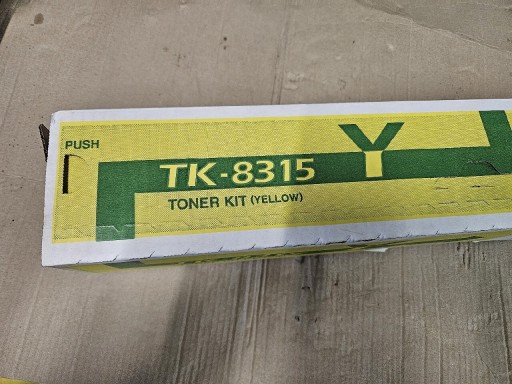 PUSH
Y
TK-8315
TONER KIT (YELLOW)